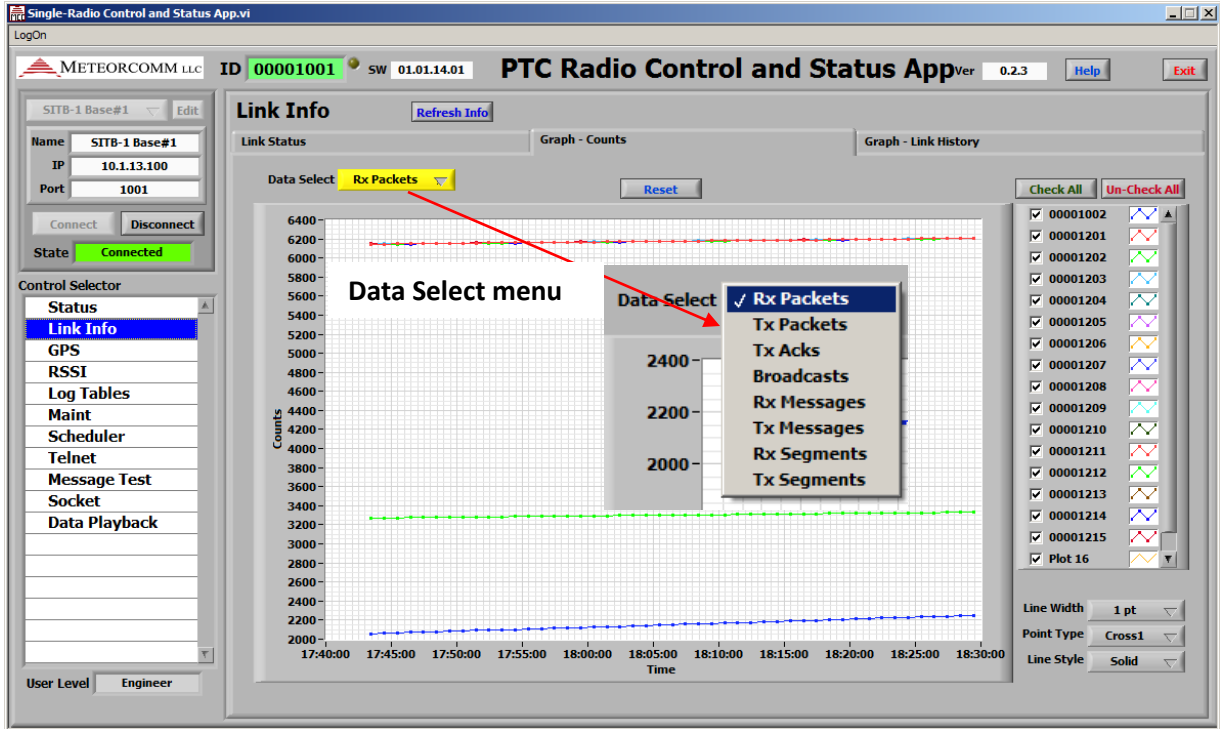 Single-Radio Control and Status App.vi
LogOn
METEORCOMM LLC ID 00001001 SW 01.01.14.01 PTC Radio Control and Status App Ver 0.2.3 Help Exit
SITB-1 Base#1 Edit
Name SITB-1 Base#1
IP 10.1.13.100
Port 1001
Connect Disconnect
State Connected
Control Selector
Status
Link Info
GPS
RSSI
Log Tables
Maint
Scheduler
Telnet
Message Test
Socket
Data Playback
User Level Engineer
Link Info Refresh Info
Link Status Graph - Counts Graph - Link History
Data Select Rx Packets Reset Check All Un-Check All
6400
6200
6000
5800
5600
5400
5200
5000
4800
4600
4400
4200
4000
3800
3600
3400
3200
3000
2800
2600
2400
2200
2000
Counts
17:40:00 17:45:00 17:50:00 17:55:00 18:00:00 18:05:00 18:10:00 18:15:00 18:20:00 18:25:00 18:30:00
Time
Data Select menu
Data Select ✓ Rx Packets
Tx Packets
Tx Acks
Broadcasts
Rx Messages
Tx Messages
Rx Segments
Tx Segments
2400
2200
2000
00001002
00001201
00001202
00001203
00001204
00001205
00001206
00001207
00001208
00001209
00001210
00001211
00001212
00001213
00001214
00001215
Plot 16
Line Width 1 pt
Point Type Cross1
Line Style Solid